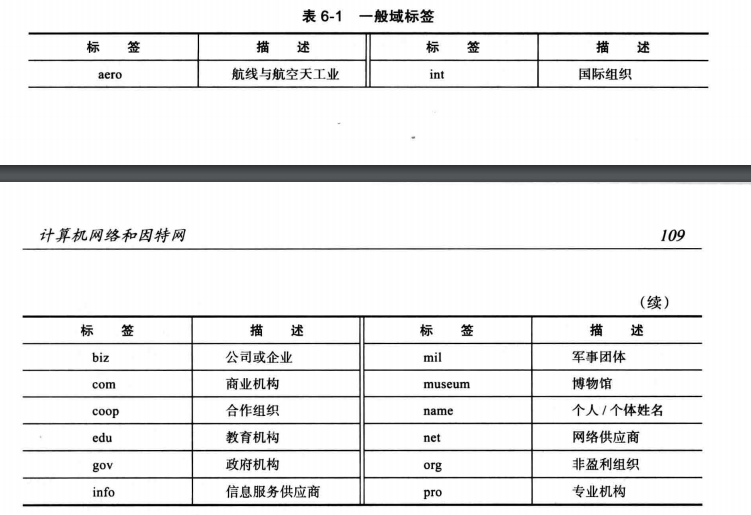 表 6-1 一般域标签
标 签 描 述 标 签 描 述
aero 航线与航空天工业 int 国际组织
计算机网络和因特网 109
（续）
标 签 描 述 标 签 描 述
biz 公司或企业 mil 军事团体
com 商业机构 museum 博物馆
coop 合作组织 name 个人 / 个体姓名
edu 教育机构 net 网络供应商
gov 政府机构 org 非盈利组织
info 信息服务供应商 pro 专业机构